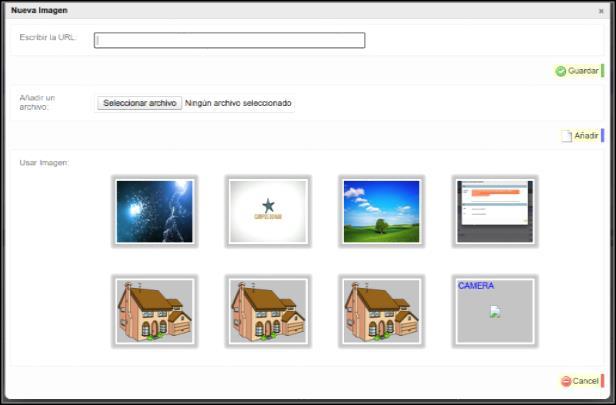 Nueva Imagen
×
Escribir la URL:
Guardar
Añadir un
archivo:
Seleccionar archivo Ningún archivo seleccionado
Añadir
Usar Imagen:
CAMERA
Cancel